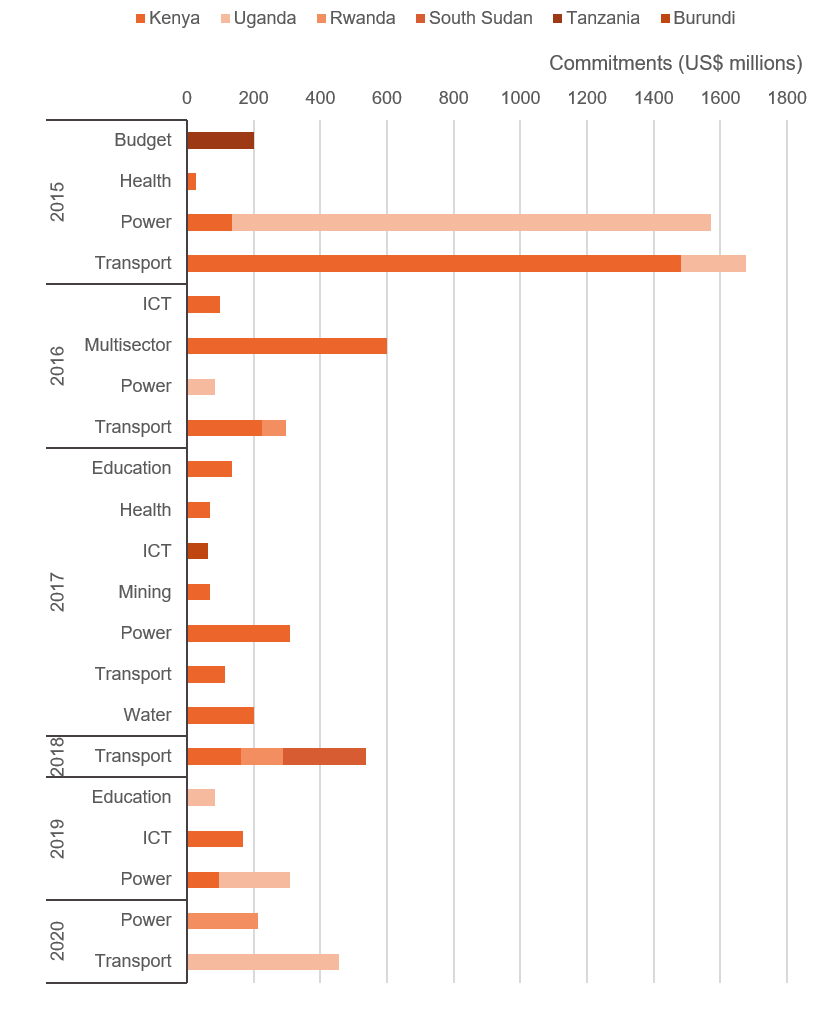 Kenya Uganda Rwanda South Sudan Tanzania Burundi
Commitments (US$ millions)
0 200 400 600 800 1000 1200 1400 1600 1800
2015
Budget
Health
Power
Transport
2016
ICT
Multisector
Power
Transport
2017
Education
Health
ICT
Mining
Power
Transport
Water
2018
Transport
2019
Education
ICT
Power
2020
Power
Transport